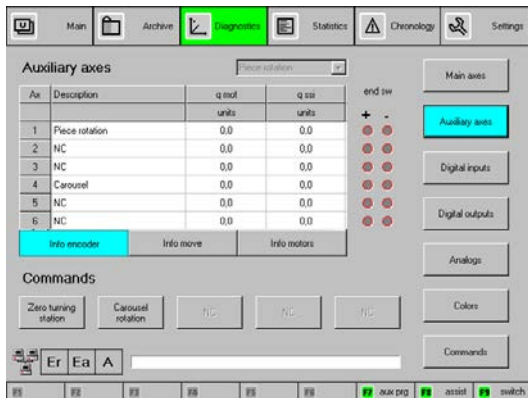 Main Archive Diagnostics Statistics Chronology Settings
Auxiliary axes
Piece rotation
Ax Description q mot q ssi end sw
units units + -
1 Piece rotation 0,0 0,0
2 NC 0,0 0,0
3 NC 0,0 0,0
4 Carousel 0,0 0,0
5 NC 0,0 0,0
6 NC 0,0 0,0
Info encoder Info move Info motors
Commands
Zero turning station
Carousel rotation
NC NC NC
Main axes
Auxiliary axes
Digital inputs
Digital outputs
Analogs
Colors
Commands
Er Ea A
F1 F2 F3 F4 F5 F6 F7 aux prg F8 assist F9 switch